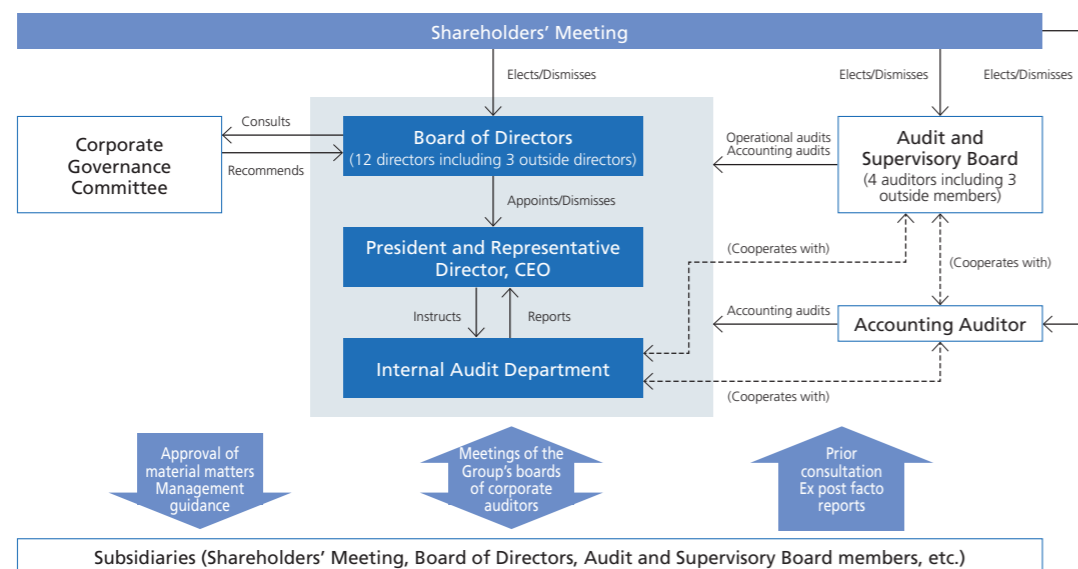 Shareholders’ Meeting
Elects/Dismisses
Elects/Dismisses
Elects/Dismisses
Consults
Recommends
Corporate
Governance
Committee
Board of Directors
(12 directors including 3 outside directors)
Operational audits
Accounting audits
Audit and
Supervisory Board
(4 auditors including 3
outside members)
Appoints/Dismisses
President and Representative
Director, CEO
(Cooperates with)
(Cooperates with)
Instructs
Reports
Accounting audits
Accounting Auditor
Internal Audit Department
(Cooperates with)
Approval of
material matters
Management
guidance
Meetings of the
Group’s boards
of corporate
auditors
Prior
consultation
Ex post facto
reports
Subsidiaries (Shareholders’ Meeting, Board of Directors, Audit and Supervisory Board members, etc.)